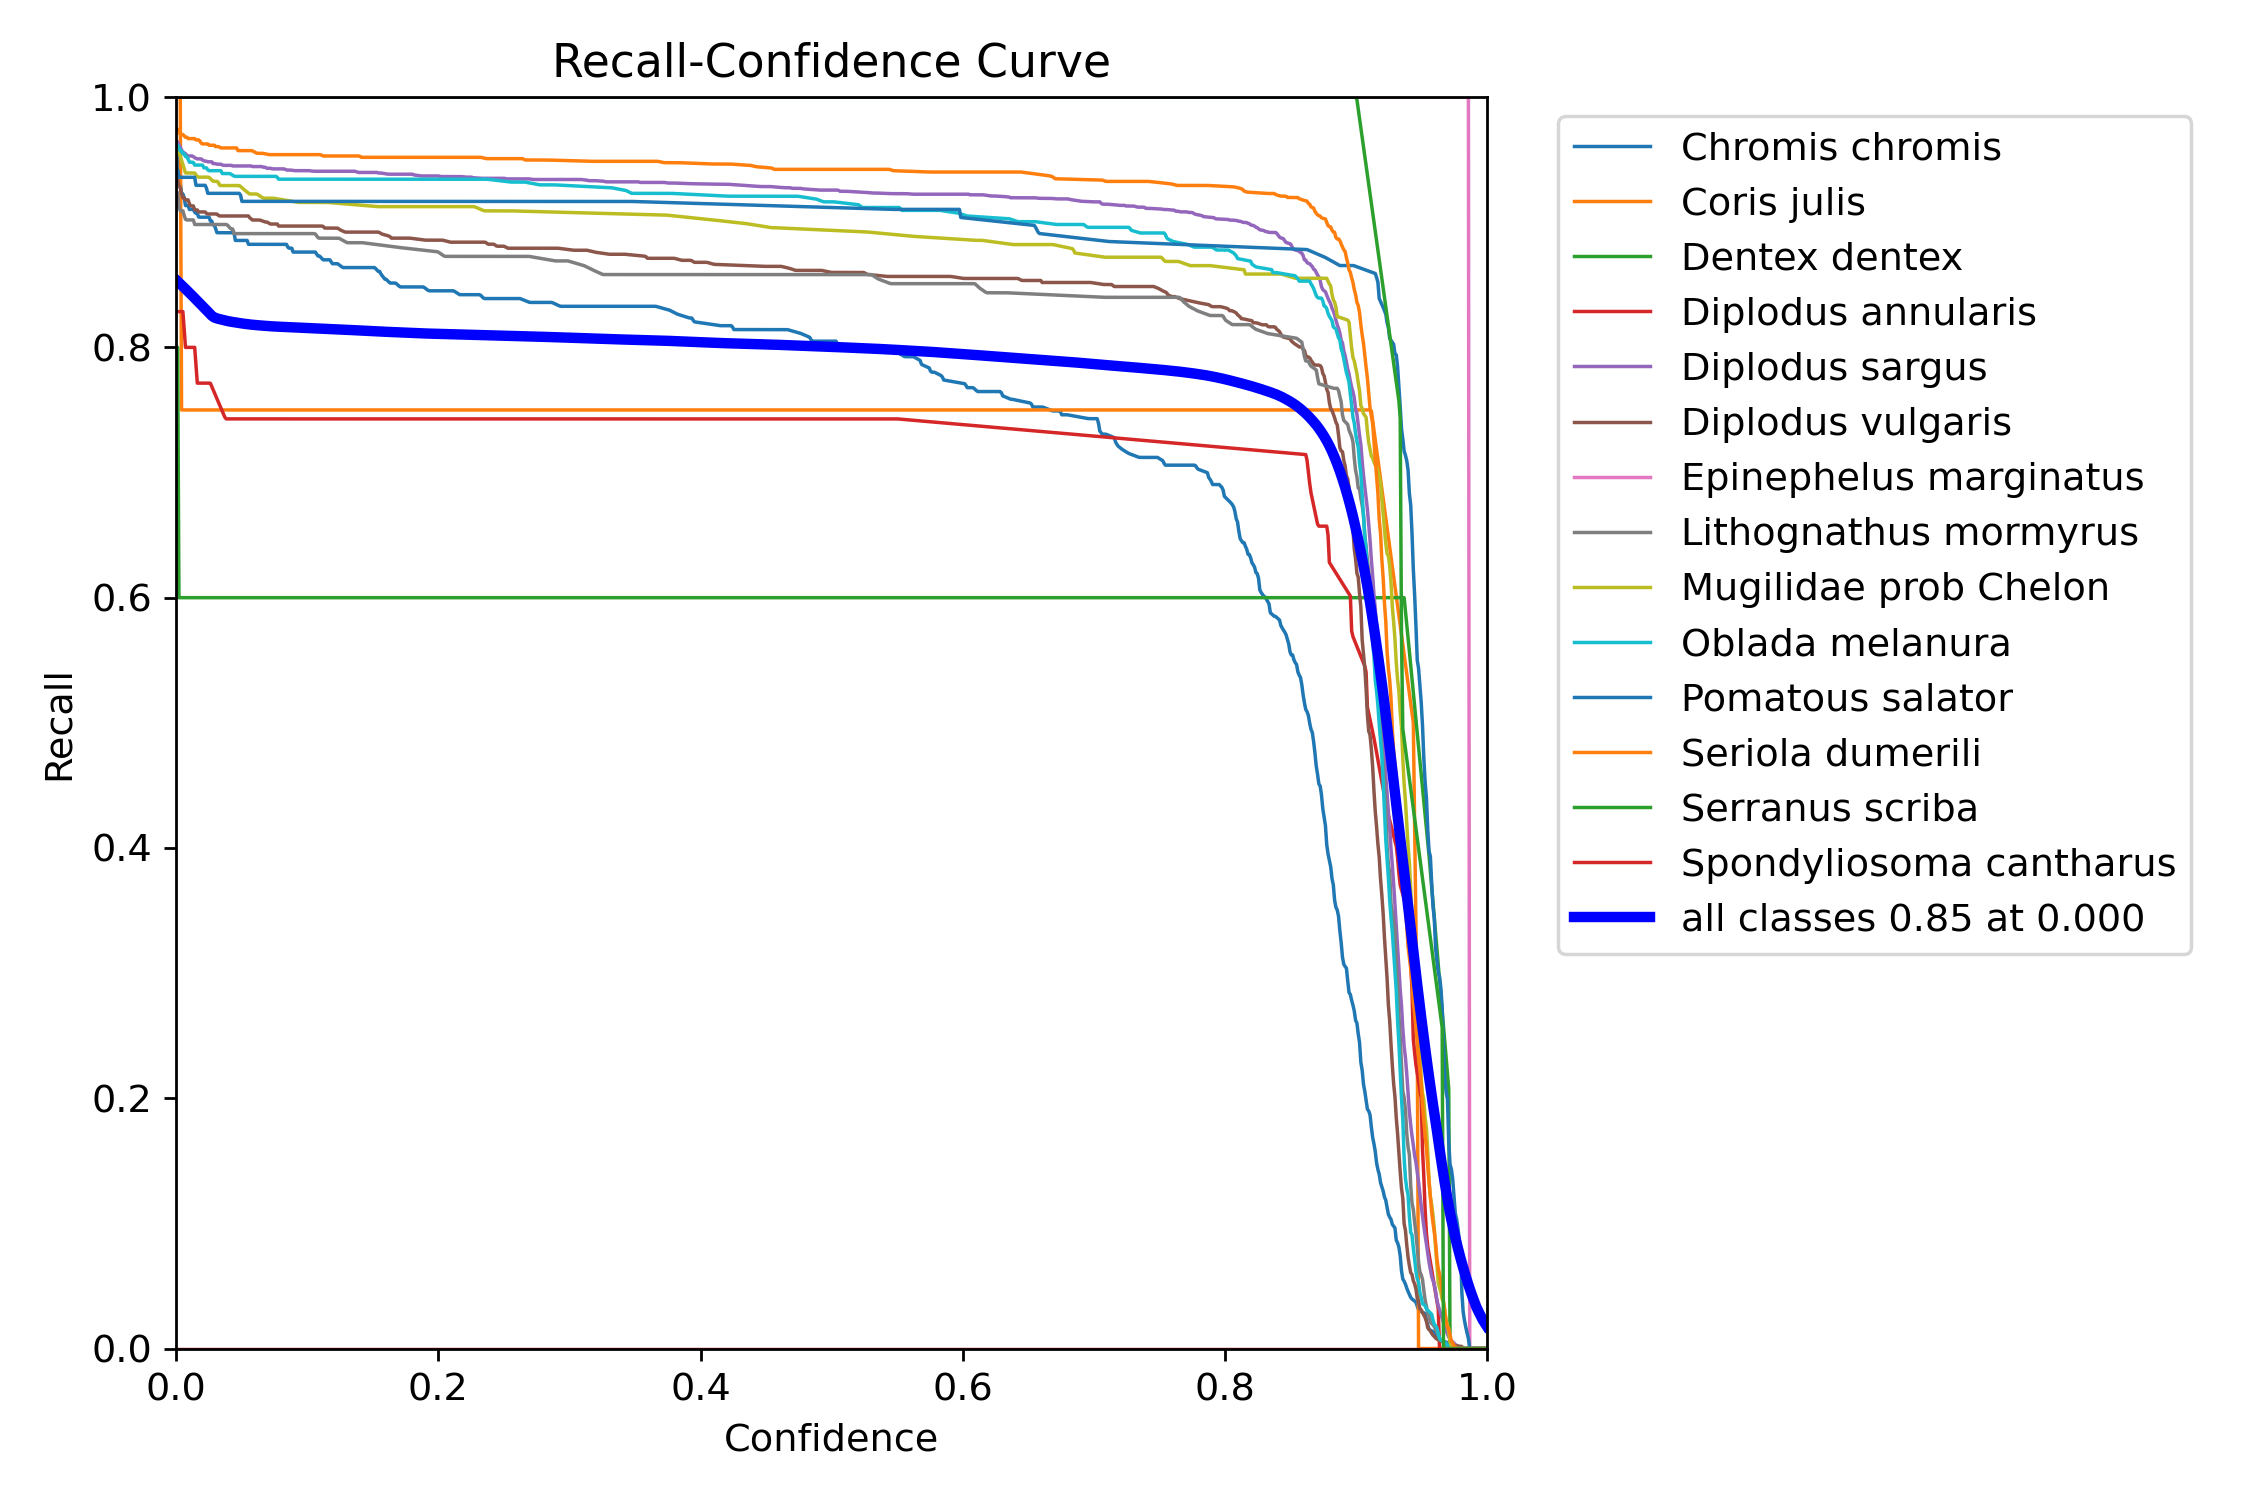 Recall-Confidence Curve
1.0
0.8
0.6
0.4
0.2
0.0
Recall
0.0 0.2 0.4 0.6 0.8 1.0
Confidence
Chromis chromis
Coris julis
Dentex dentex
Diplodus annularis
Diplodus sargus
Diplodus vulgaris
Epinephelus marginatus
Lithognathus mormyrus
Mugilidae prob Chelon
Oblada melanura
Pomatous salator
Seriola dumerili
Serranus scriba
Spondyliosoma cantharus
all classes 0.85 at 0.000